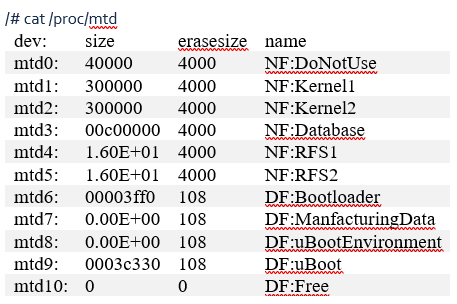 /# cat /proc/mtd
dev: size erasesize name
mtd0: 40000 4000 NF:DoNotUse
mtd1: 300000 4000 NF:Kernel1
mtd2: 300000 4000 NF:Kernel2
mtd3: 00c00000 4000 NF:Database
mtd4: 1.60E+01 4000 NF:RFS1
mtd5: 1.60E+01 4000 NF:RFS2
mtd6: 00003ff0 108 DF:Bootloader
mtd7: 0.00E+00 108 DF:ManfacturingData
mtd8: 0.00E+00 108 DF:uBootEnvironment
mtd9: 0003c330 108 DF:uBoot
mtd10: 0 0 DF:Free